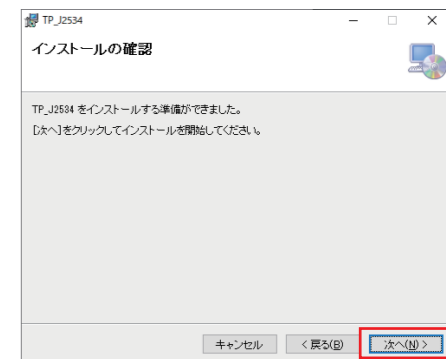 TP_J2534
インストールの確認
TP_J2534 をインストールする準備ができました。
[次へ]をクリックしてインストールを開始してください。
キャンセル
< 戻る(B)
次へ(N) >